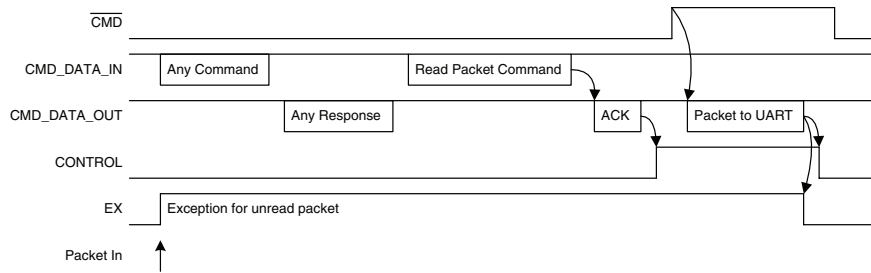 CMD
CMD_DATA_IN
Any Command
Read Packet Command
CMD_DATA_OUT
Any Response
ACK
Packet to UART
CONTROL
EX
Exception for unread packet
Packet In